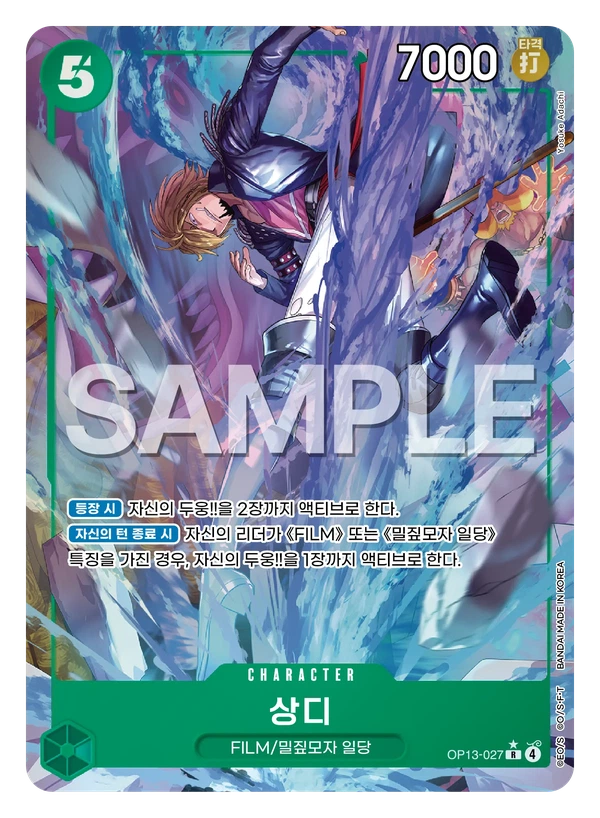 5
7000
타격
打
Yusuke Adachi
SAMPLE
등장 시 자신의 두웅!!을 2장까지 액티브로 한다.
자신의 턴 종료 시 자신의 리더가 《FILM》 또는 《밀짚모자 일당》
특징을 가진 경우, 자신의 두웅!!을 1장까지 액티브로 한다.
CHARACTER
상디
FILM/밀짚모자 일당
OP13-027 R 4
©EO/S ©O/S·F·T BANDAI MADE IN KOREA